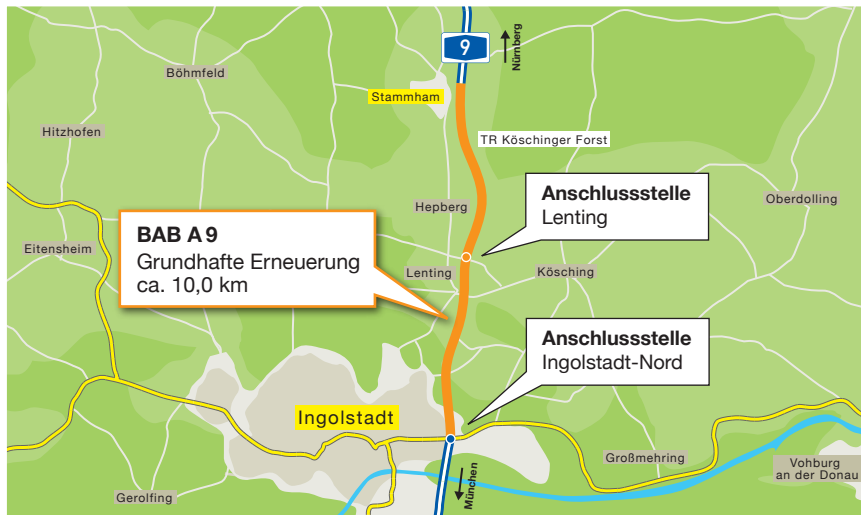 9
Nürnberg
Böhmfeld
Stammham
Hitzhofen
TR Köschinger Forst
Anschlussstelle
Lenting
Hepberg
Oberdolling
BAB A 9
Grundhafte Erneuerung
ca. 10,0 km
Eitensheim
Lenting
Kösching
Anschlussstelle
Ingolstadt-Nord
Ingolstadt
Großmehring
Vohburg
an der Donau
Gerolfing
München